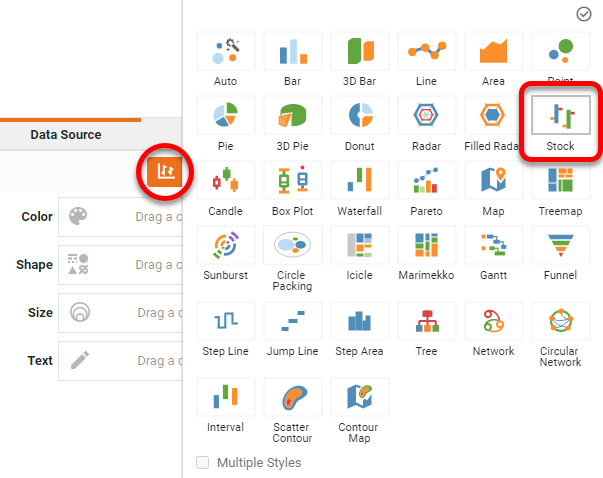 Auto
Bar
3D Bar
Line
Area
Point
Data Source
Pie
3D Pie
Donut
Radar
Filled Rada
Stock
Candle
Box Plot
Waterfall
Pareto
Map
Treemap
Color
Drag a c
Shape
Drag a c
Sunburst
Circle
Packing
Icicle
Marimekko
Gantt
Funnel
Size
Drag a c
Step Line
Jump Line
Step Area
Tree
Network
Circular
Network
Text
Drag a c
Interval
Scatter
Contour
Contour
Map
Multiple Styles